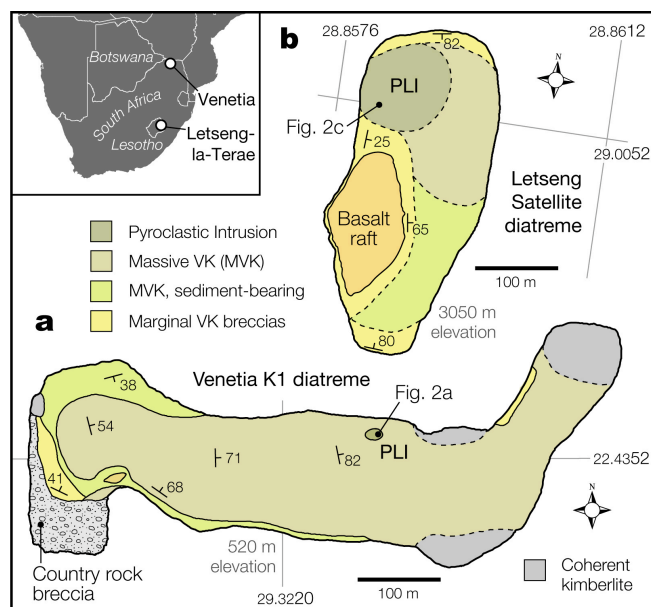 Botswana
Venetia
South Africa
Letseng-
la-Terae
Lesotho
b
28.8576
28.8612
82
N
PLI
Fig. 2c
25
29.0052
Letseng
Satellite
diatreme
Basalt
raft
65
100 m
3050 m
elevation
80
Pyroclastic Intrusion
Massive VK (MVK)
MVK, sediment-bearing
Marginal VK breccias
a
Venetia K1 diatreme
Fig. 2a
38
54
71
82
PLI
22.4352
41
68
N
520 m
elevation
Country rock
breccia
29.3220
100 m
Coherent
kimberlite